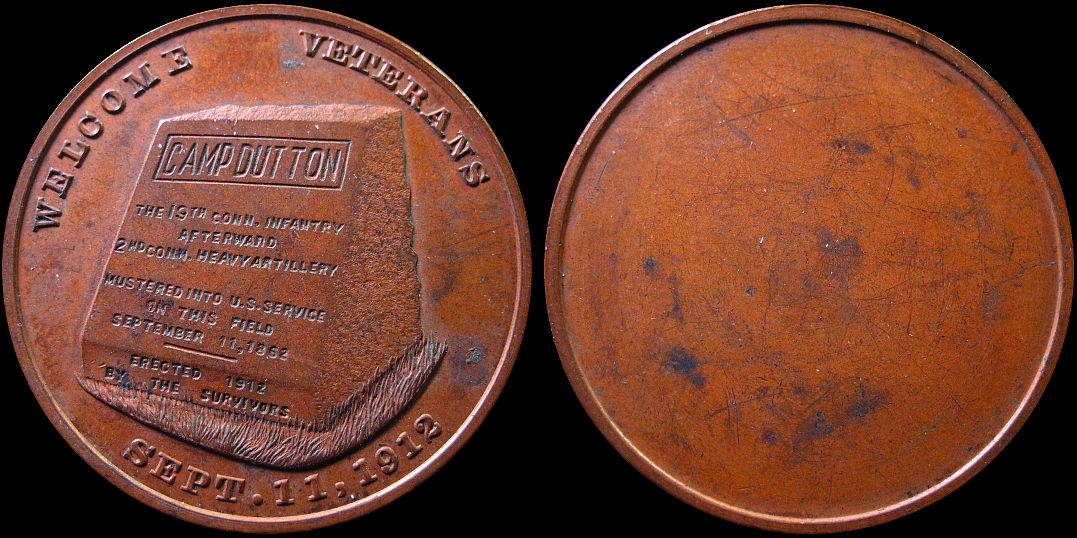 WELCOME VETERANS
CAMP DUTTON
THE 19TH CONN. INFANTRY
AFTERWARD
2ND CONN. HEAVY ARTILLERY
MUSTERED INTO U.S. SERVICE
ON THIS FIELD
SEPTEMBER 11, 1862
ERECTED 1912
BY THE SURVIVORS
SEPT. 11, 1912